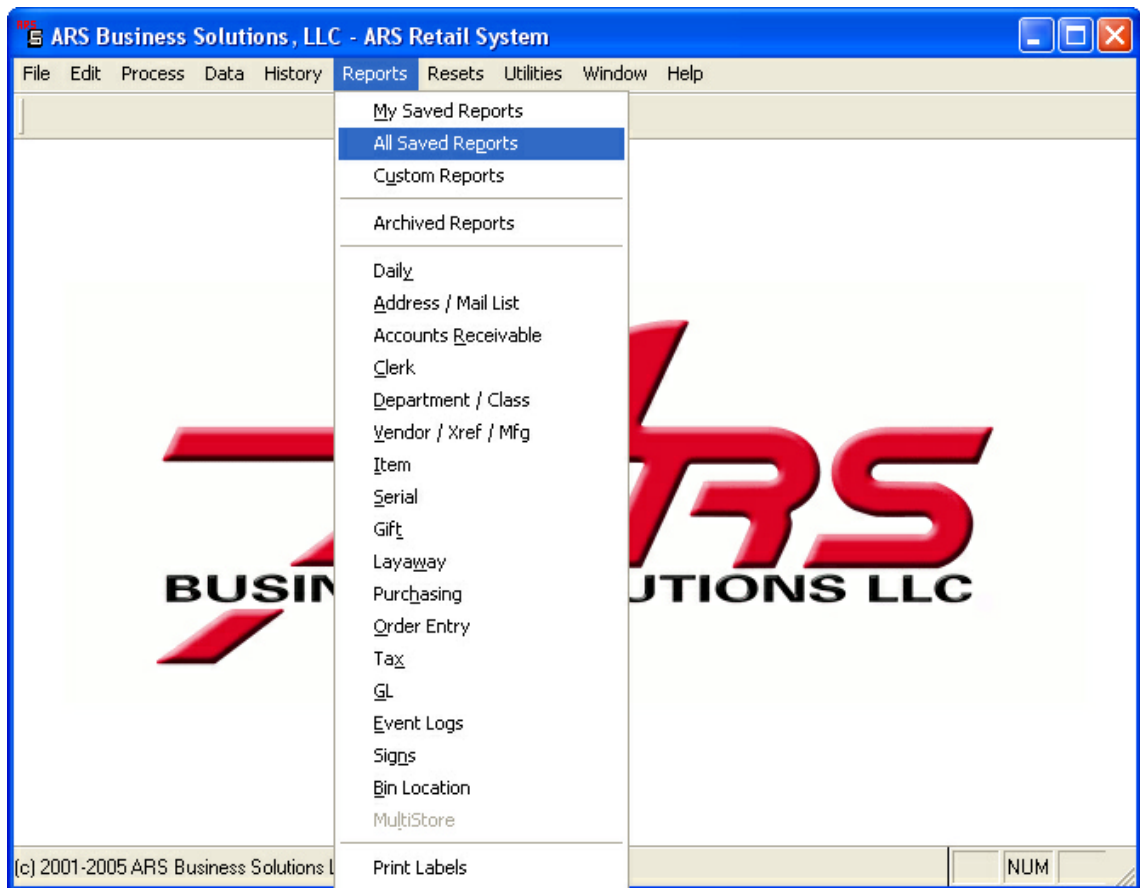 ARS Business Solutions, LLC - ARS Retail System
File Edit Process Data History Reports Resets Utilities Window Help
My Saved Reports
All Saved Reports
Custom Reports
Archived Reports
Daily
Address / Mail List
Accounts Receivable
Clerk
Department / Class
Vendor / Xref / Mfg
Item
Serial
Gift
Layaway
Purchasing
Order Entry
Tax
GL
Event Logs
Signs
Bin Location
MultiStore
Print Labels
RS
BUSIN UTIONS LLC
(c) 2001-2005 ARS Business Solutions L NUM